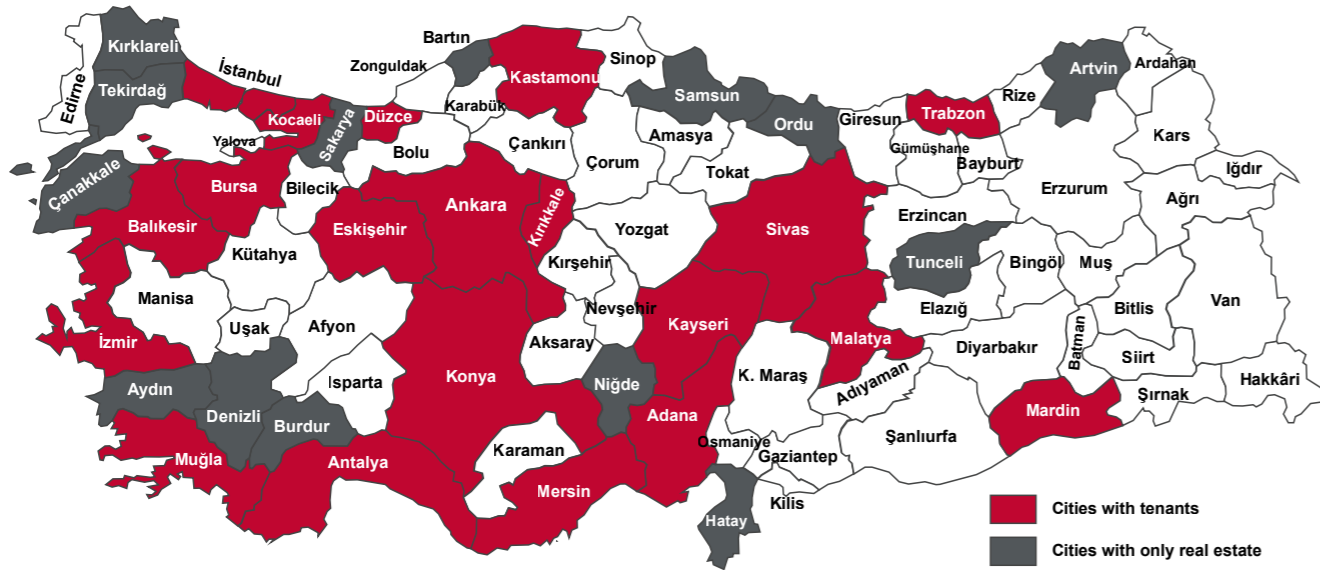 Kırklareli
Edirne
Tekirdağ
İstanbul
Kocaeli
Yalova
Sakarya
Düzce
Zonguldak
Bartın
Karabük
Kastamonu
Sinop
Samsun
Ordu
Giresun
Trabzon
Rize
Artvin
Ardahan
Kars
Iğdır
Ağrı
Çanakkale
Balıkesir
Bursa
Bilecik
Bolu
Çankırı
Çorum
Amasya
Tokat
Gümüşhane
Bayburt
Erzurum
Erzincan
Kütahya
Eskişehir
Ankara
Kırıkkale
Yozgat
Sivas
Tunceli
Bingöl
Muş
Bitlis
Van
Manisa
Uşak
Afyon
Kırşehir
Nevşehir
Aksaray
Kayseri
Malatya
Elazığ
Diyarbakır
Batman
Siirt
Hakkâri
Şırnak
Mardin
İzmir
Aydın
Denizli
Burdur
Isparta
Konya
Niğde
Adana
K. Maraş
Adıyaman
Şanlıurfa
Muğla
Antalya
Karaman
Mersin
Osmaniye
Gaziantep
Kilis
Hatay
Cities with tenants
Cities with only real estate